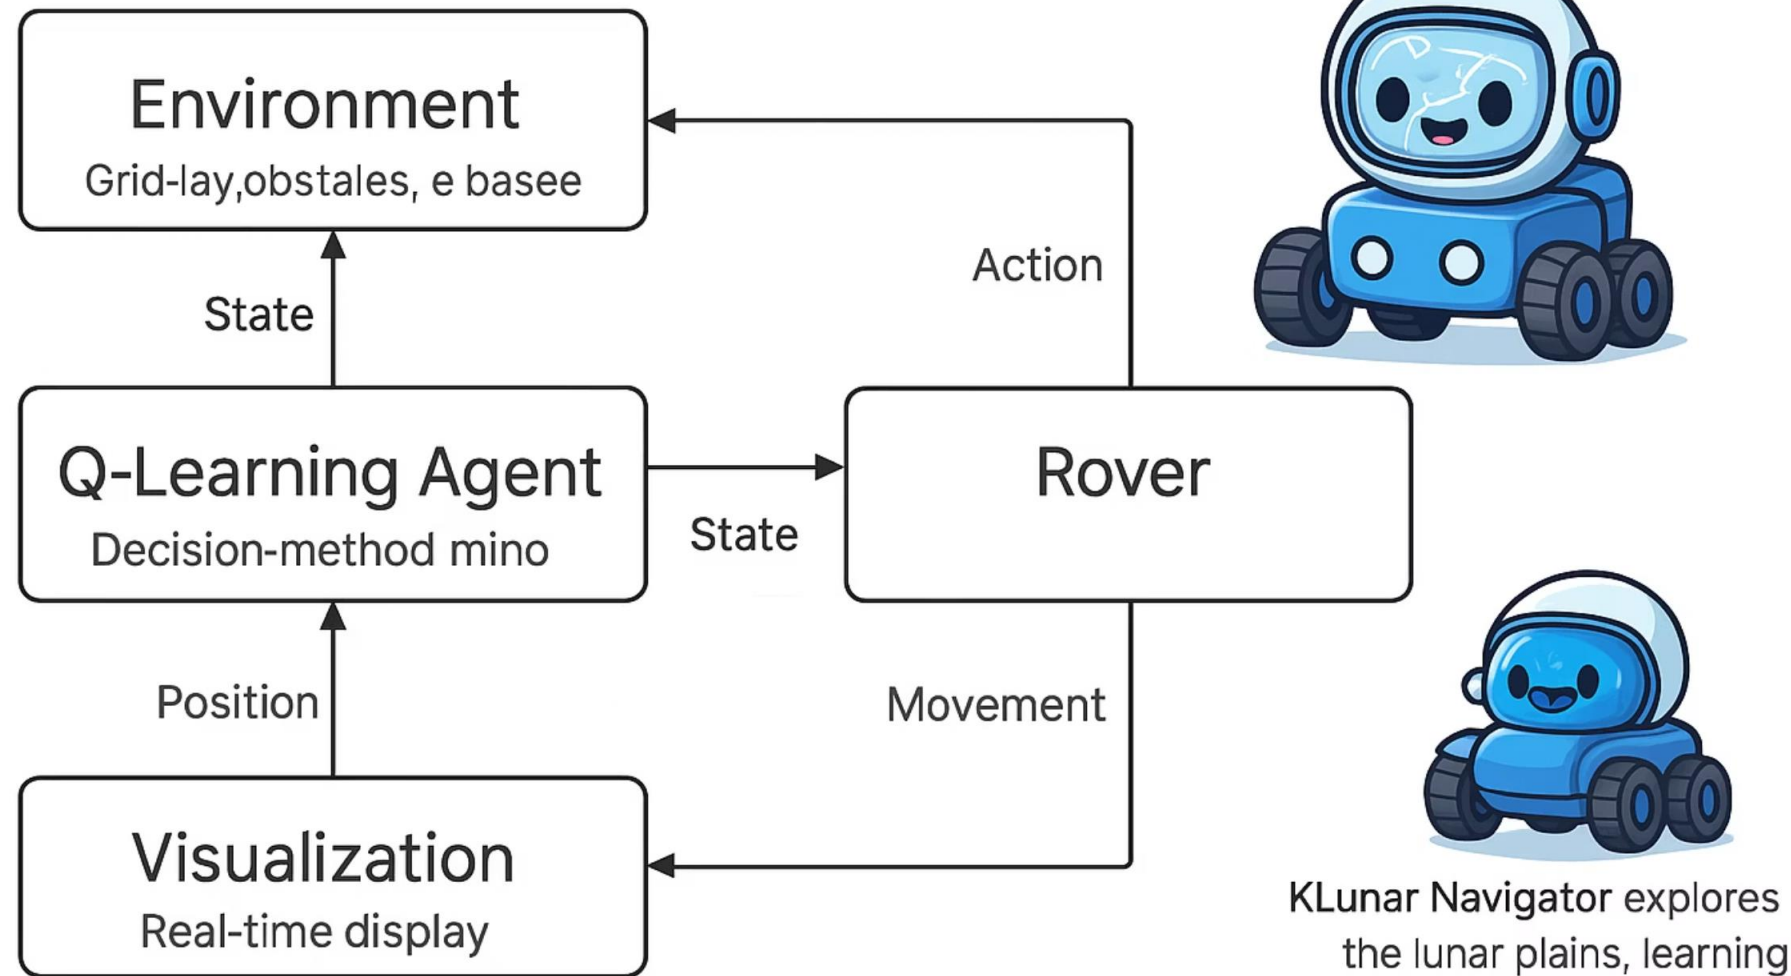 Environment
Grid-lay,obstales, e basee
Action
State
Q-Learning Agent
Decision-method mino
State
Rover
Position
Movement
Visualization
Real-time display
KLunar Navigator explores
the lunar plains, learning